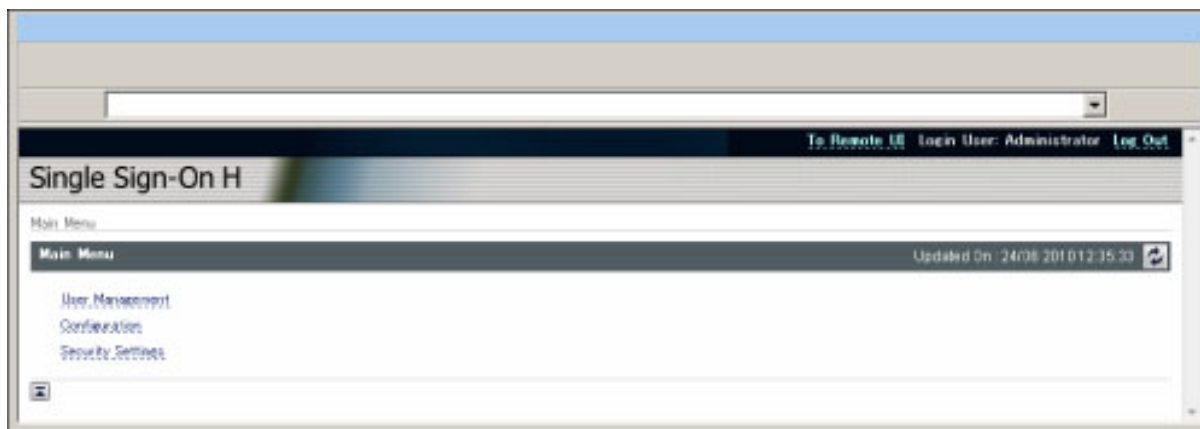 To Remote UI Login User: Administrator Log Out
Single Sign-On H
Main Menu
Main Menu Updated On : 24/06 2010 12:35:33
User Management
Configuration
Security Settings